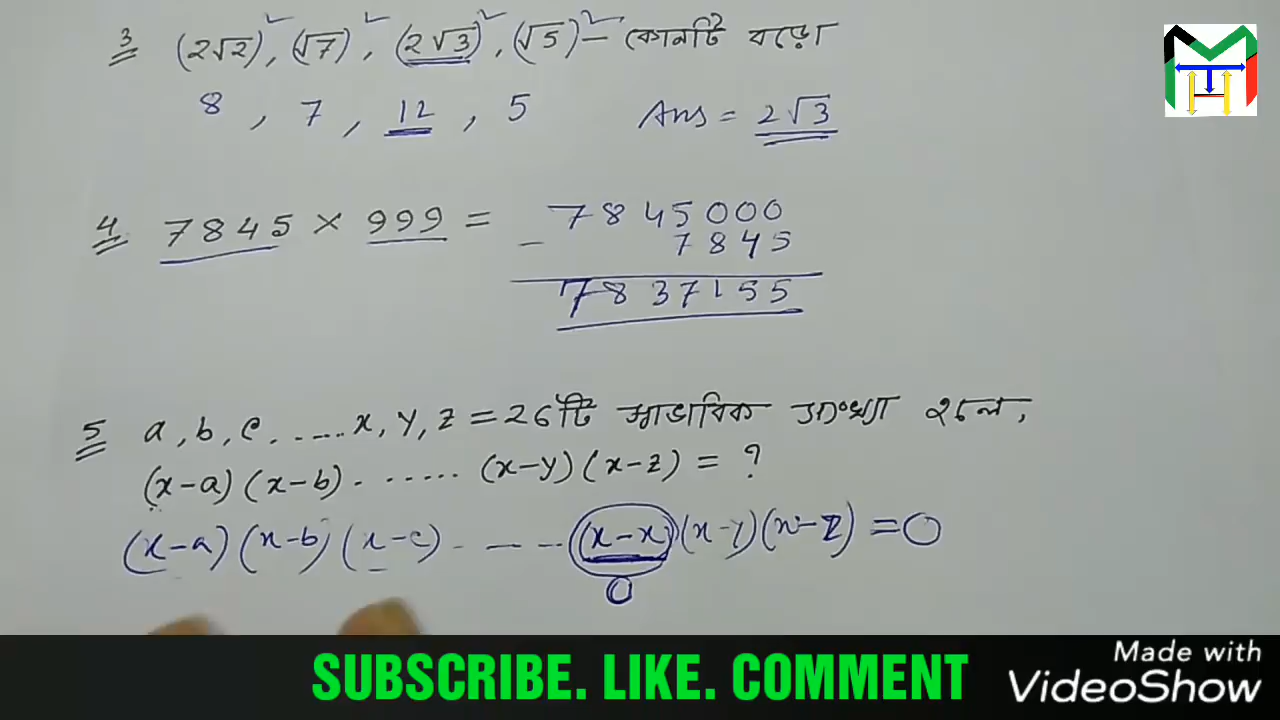 3 (2√2)², (√7)², (2√3)², (√5)² – কোনটি বড়ো
8, 7, 12, 5 Ans = 2√3
4 7845 × 999 = 7845000
– 7845
7837155
5 a, b, c, ..... x, y, z = 26টি স্বাভাবিক সংখ্যা হলে,
(x–a)(x–b). ...... (x–y)(x–z) = ?
(x–a)(x–b)(x–c) - – – – .. (x–x)(x–y)(x–z) = 0
0
SUBSCRIBE. LIKE. COMMENT
Made with
VideoShow